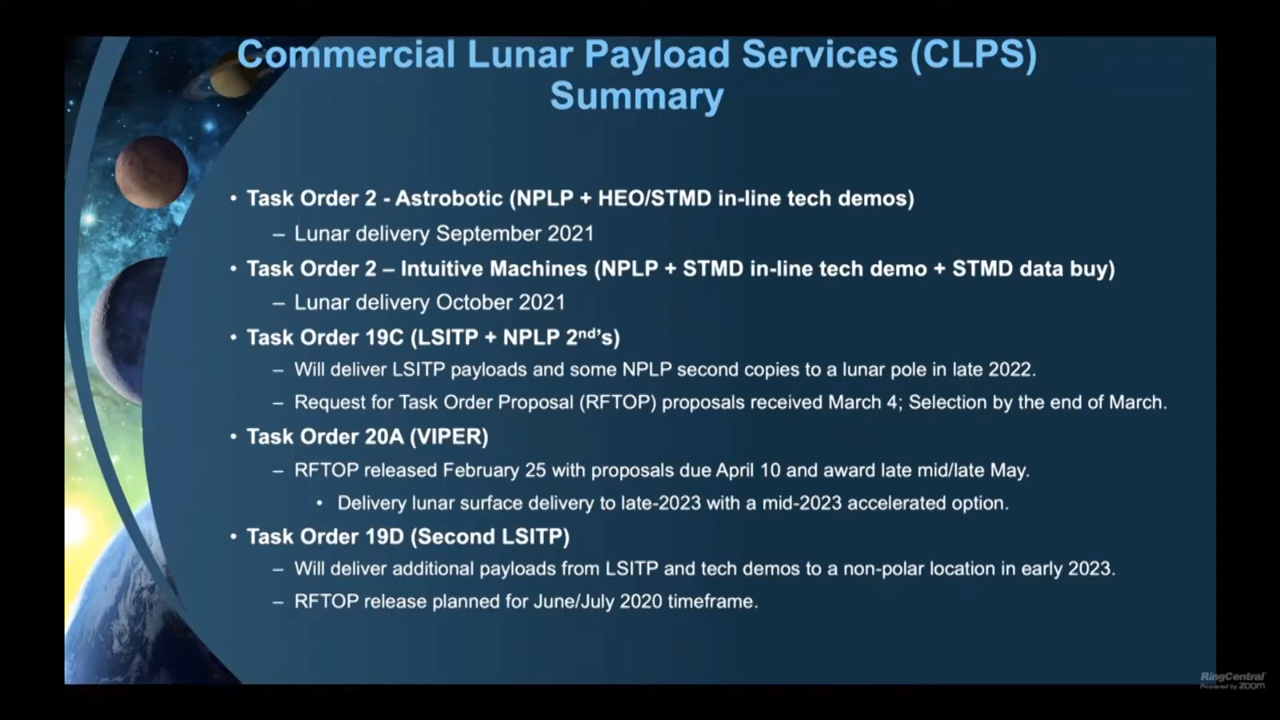 Commercial Lunar Payload Services (CLPS)
Summary
• Task Order 2 - Astrobotic (NPLP + HEO/STMD in-line tech demos)
– Lunar delivery September 2021
• Task Order 2 – Intuitive Machines (NPLP + STMD in-line tech demo + STMD data buy)
– Lunar delivery October 2021
• Task Order 19C (LSITP + NPLP 2nd's)
– Will deliver LSITP payloads and some NPLP second copies to a lunar pole in late 2022.
– Request for Task Order Proposal (RFTOP) proposals received March 4; Selection by the end of March.
• Task Order 20A (VIPER)
– RFTOP released February 25 with proposals due April 10 and award late mid/late May.
• Delivery lunar surface delivery to late-2023 with a mid-2023 accelerated option.
• Task Order 19D (Second LSITP)
– Will deliver additional payloads from LSITP and tech demos to a non-polar location in early 2023.
– RFTOP release planned for June/July 2020 timeframe.
RingCentral
Powered by zoom